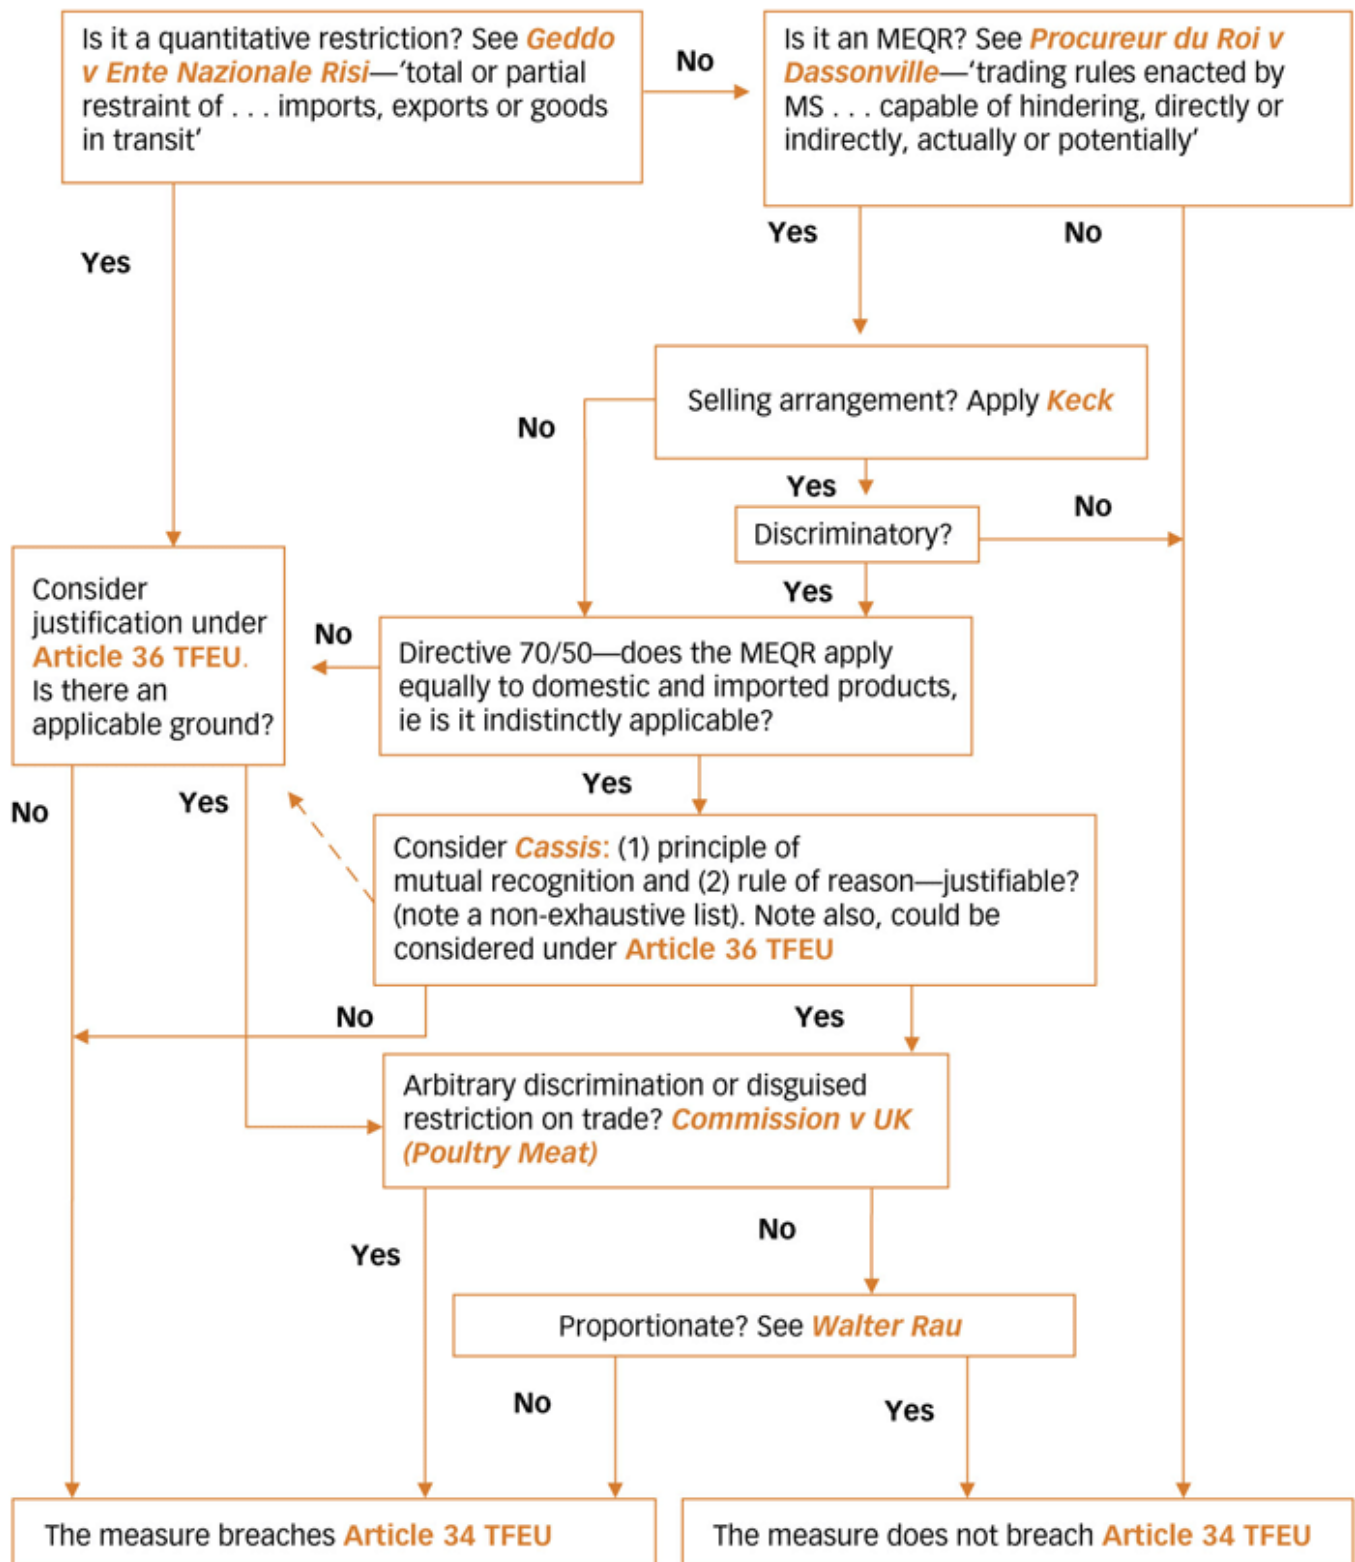 Is it a quantitative restriction? See Geddo
v Ente Nazionale Risi—‘total or partial
restraint of . . . imports, exports or goods
in transit’
No
Is it an MEQR? See Procureur du Roi v
Dassonville—‘trading rules enacted by
MS . . . capable of hindering, directly or
indirectly, actually or potentially’
Yes
Yes
No
Selling arrangement? Apply Keck
No
Yes
Discriminatory?
No
Yes
Consider
justification under
Article 36 TFEU.
Is there an
applicable ground?
No
Directive 70/50—does the MEQR apply
equally to domestic and imported products,
ie is it indistinctly applicable?
Yes
No
Yes
Consider Cassis: (1) principle of
mutual recognition and (2) rule of reason—justifiable?
(note a non-exhaustive list). Note also, could be
considered under Article 36 TFEU
No
Yes
Arbitrary discrimination or disguised
restriction on trade? Commission v UK
(Poultry Meat)
Yes
No
Proportionate? See Walter Rau
No
Yes
The measure breaches Article 34 TFEU
The measure does not breach Article 34 TFEU